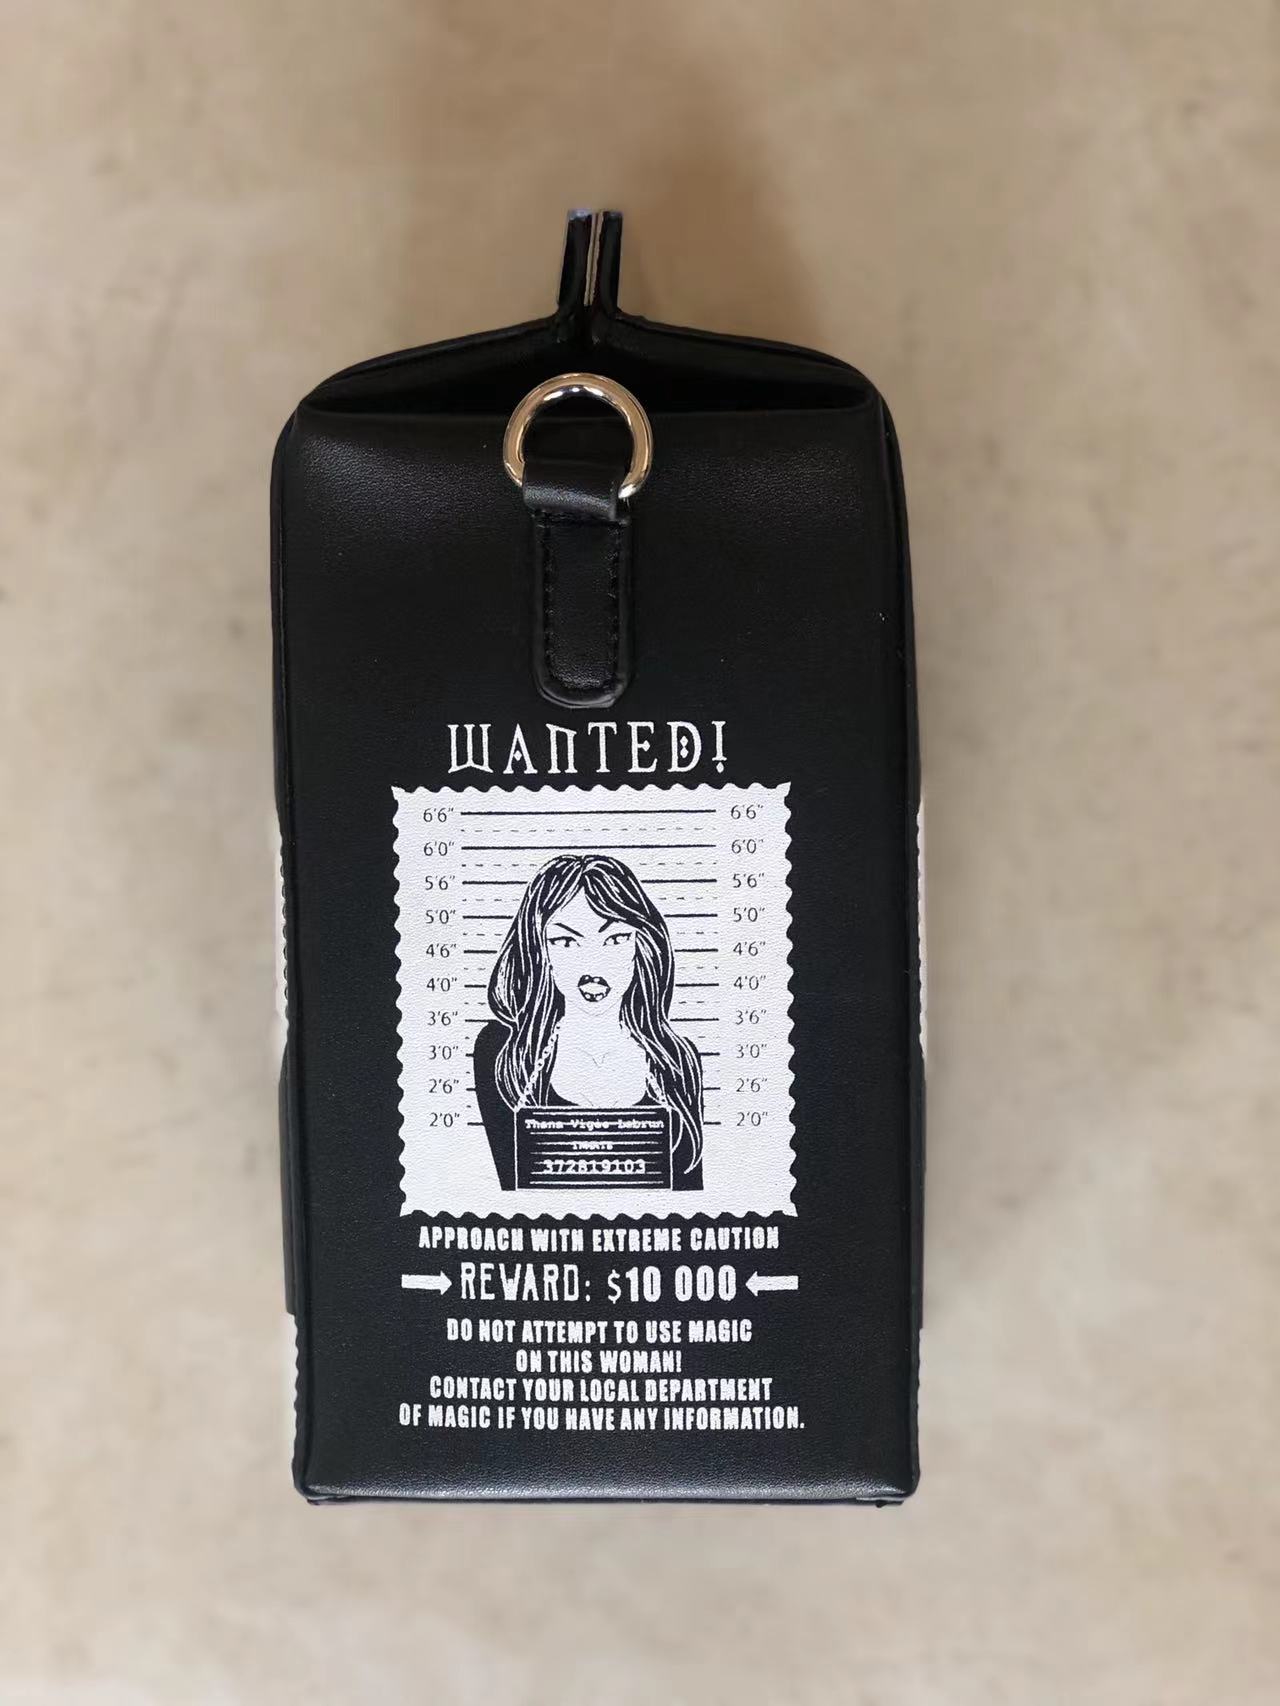 WANTED!
6'6" 6'6"
6'0" 6'0"
5'6" 5'6"
5'0" 5'0"
4'6" 4'6"
4'0" 4'0"
3'6" 3'6"
3'0" 3'0"
2'6" 2'6"
2'0" 2'0"
Thana Vigée Lebrun
372819103
APPROACH WITH EXTREME CAUTION
REWARD: $10 000
DO NOT ATTEMPT TO USE MAGIC
ON THIS WOMAN!
CONTACT YOUR LOCAL DEPARTMENT
OF MAGIC IF YOU HAVE ANY INFORMATION.